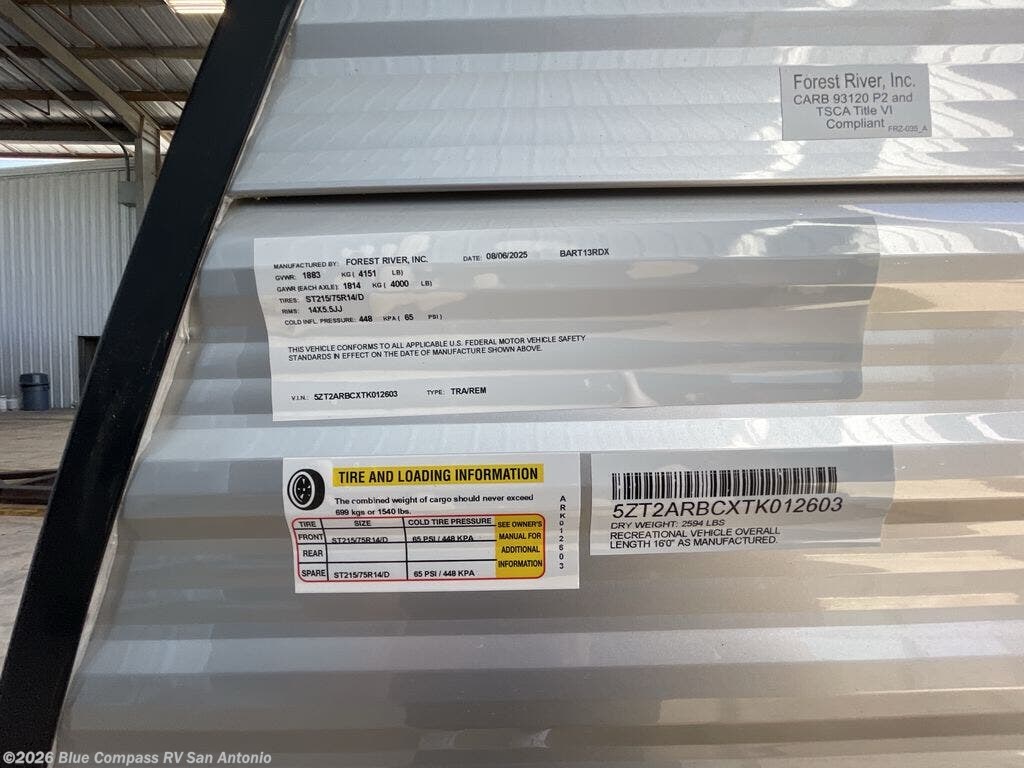 Forest River, Inc.
CARB 93120 P2 and
TSCA Title VI
Compliant FRZ-035_A
MANUFACTURED BY: FOREST RIVER, INC. DATE: 08/06/2025 BART13RDX
GVWR: 1883 KG ( 4151 LB)
GAWR (EACH AXLE): 1814 KG ( 4000 LB)
TIRES: ST215/75R14/D
RIMS: 14X5.5JJ
COLD INFL. PRESSURE: 448 KPA ( 65 PSI )
THIS VEHICLE CONFORMS TO ALL APPLICABLE U.S. FEDERAL MOTOR VEHICLE SAFETY
STANDARDS IN EFFECT ON THE DATE OF MANUFACTURE SHOWN ABOVE.
V.I.N.: 5ZT2ARBCXTK012603 TYPE: TRA/REM
TIRE AND LOADING INFORMATION
The combined weight of cargo should never exceed
699 kgs or 1540 lbs.
TIRE SIZE COLD TIRE PRESSURE SEE OWNER'S
FRONT ST215/75R14/D 65 PSI / 448 KPA MANUAL FOR
REAR ADDITIONAL
SPARE ST215/75R14/D 65 PSI / 448 KPA INFORMATION
ARK012603
5ZT2ARBCXTK012603
DRY WEIGHT: 2594 LBS
RECREATIONAL VEHICLE OVERALL
LENGTH 16'0" AS MANUFACTURED.
©2026 Blue Compass RV San Antonio